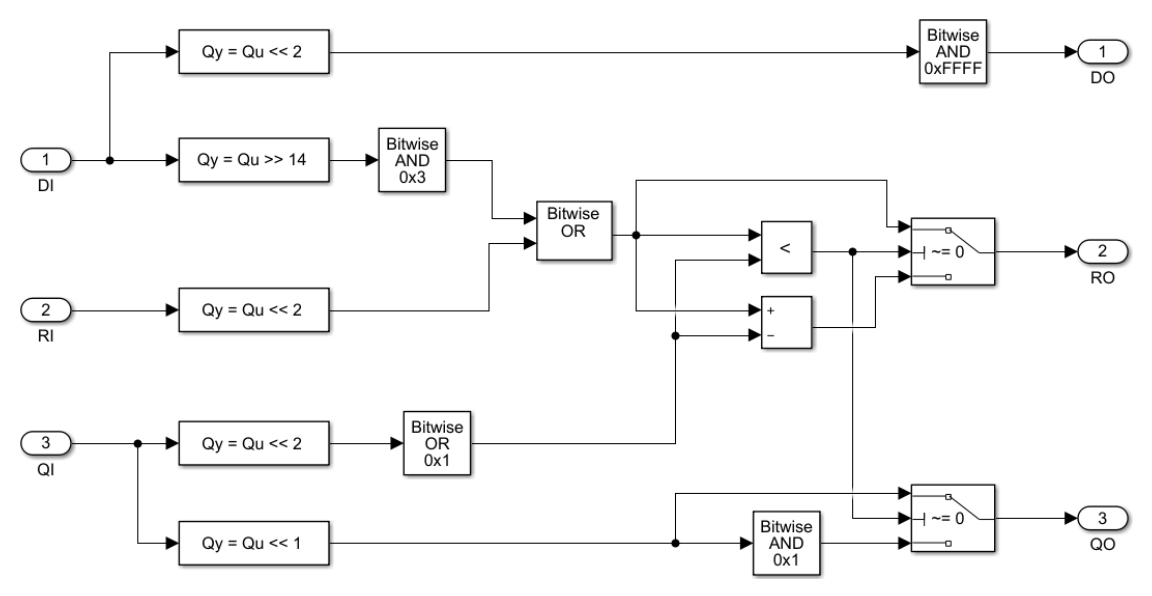 Qy = Qu << 2
Bitwise
AND
0xFFFF
1
DO
1
DI
Qy = Qu >> 14
Bitwise
AND
0x3
Bitwise
OR
<
~= 0
2
RO
2
RI
Qy = Qu << 2
+
−
3
QI
Qy = Qu << 2
Bitwise
OR
0x1
Qy = Qu << 1
Bitwise
AND
0x1
~= 0
3
QO